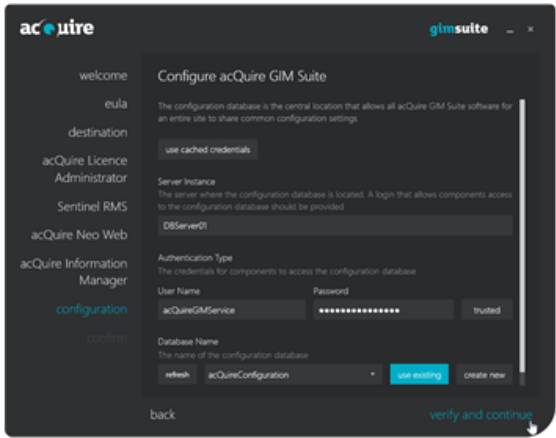 acQuire
gimsuite
welcome
eula
destination
acQuire Licence
Administrator
Sentinel RMS
acQuire Neo Web
acQuire Information
Manager
configuration
confirm
Configure acQuire GIM Suite
The configuration database is the central location that allows all acQuire GIM Suite software for
an entire site to share common configuration settings
use cached credentials
Server Instance
The server where the configuration database is located. A login that allows components access
to the configuration database should be provided
DBServer01
Authentication Type
The credentials for components to access the configuration database
User Name
Password
acQuireGIMService
•••••••••••••••
trusted
Database Name
The name of the configuration database
refresh
acQuireConfiguration
use existing
create new
back
verify and continue